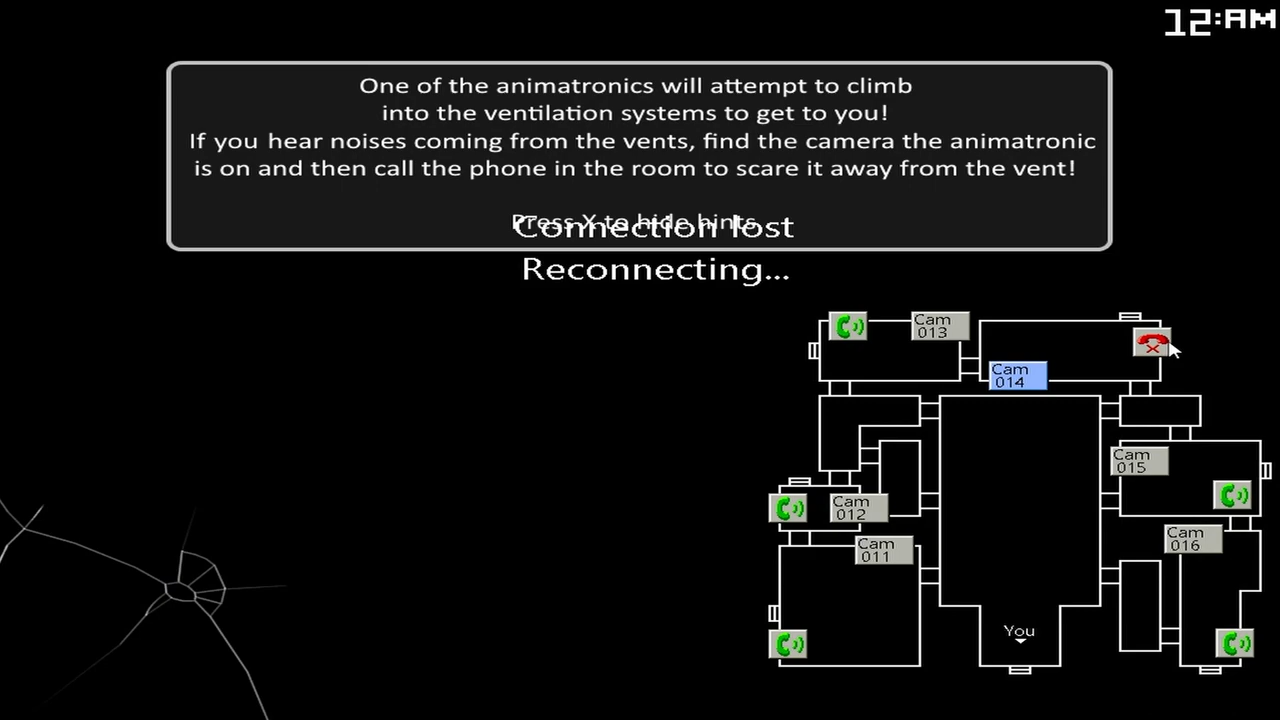 12:AM
One of the animatronics will attempt to climb
into the ventilation systems to get to you!
If you hear noises coming from the vents, find the camera the animatronic
is on and then call the phone in the room to scare it away from the vent!
Press X to hide hints
Connection lost
Reconnecting...
Cam
013
Cam
014
Cam
015
Cam
012
Cam
016
Cam
011
You